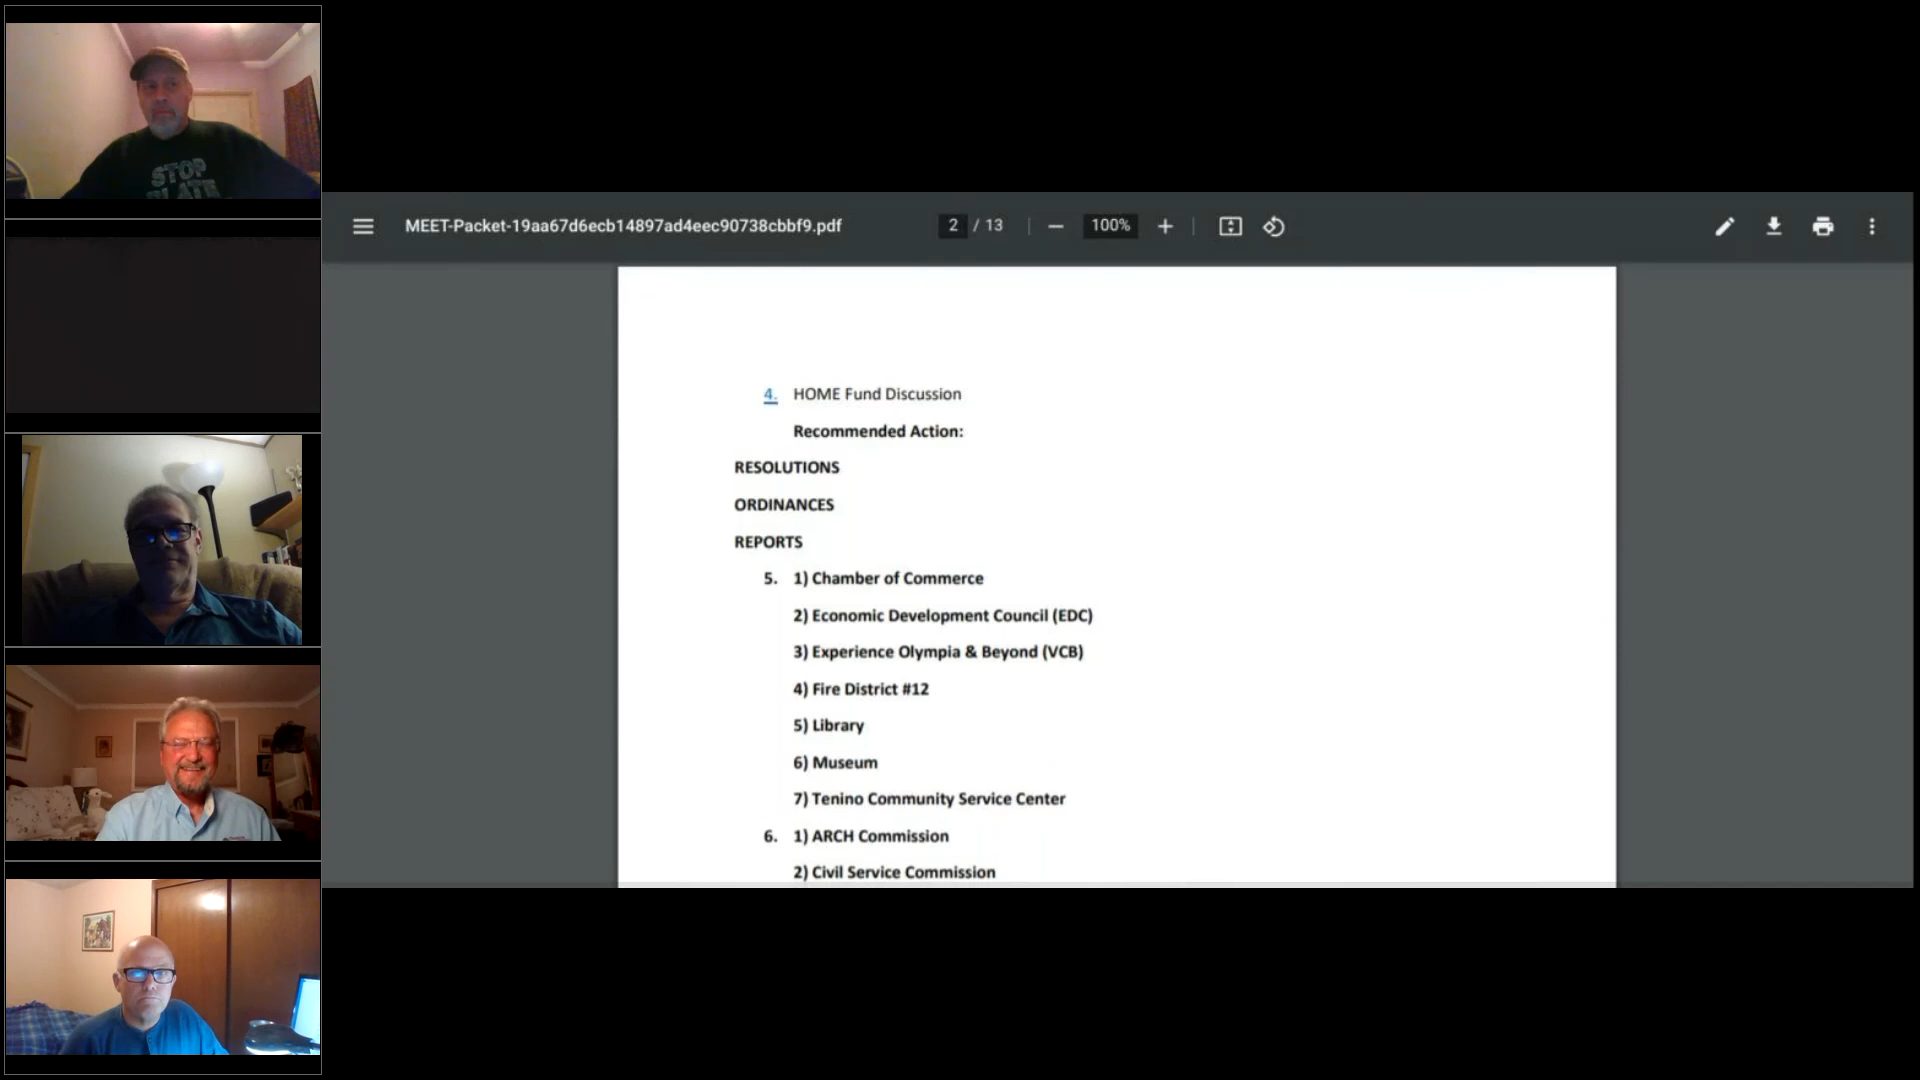 STOP
MEET-Packet-19aa67d6ecb14897ad4eec90738cbbf9.pdf
2 / 13
100%
4. HOME Fund Discussion
Recommended Action:
RESOLUTIONS
ORDINANCES
REPORTS
5. 1) Chamber of Commerce
2) Economic Development Council (EDC)
3) Experience Olympia & Beyond (VCB)
4) Fire District #12
5) Library
6) Museum
7) Tenino Community Service Center
6. 1) ARCH Commission
2) Civil Service Commission